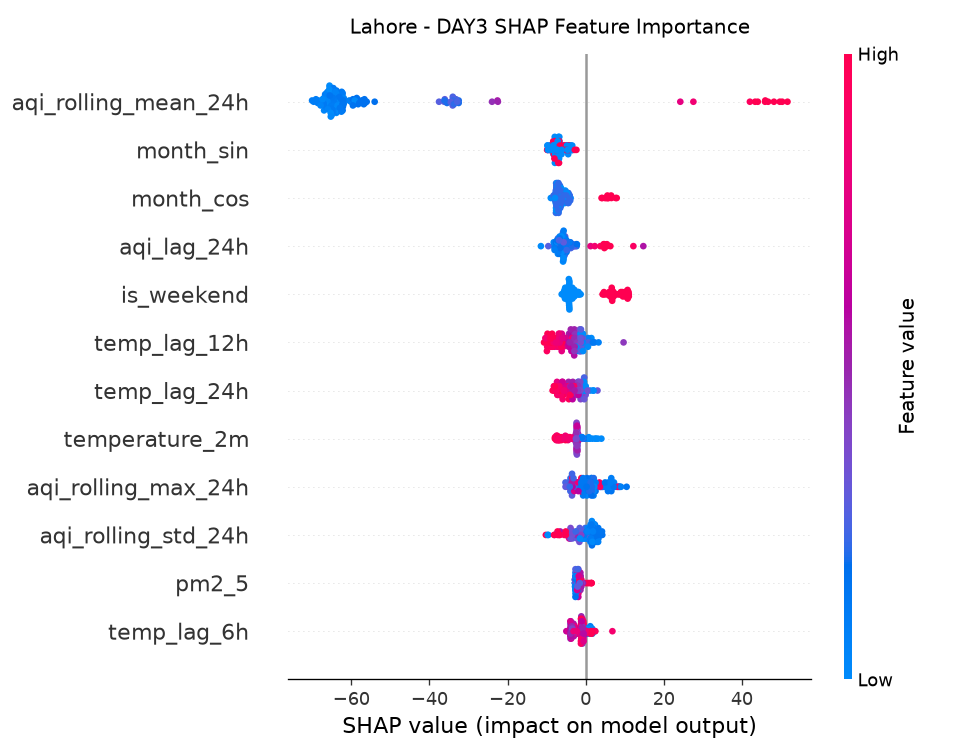 Lahore - DAY3 SHAP Feature Importance
High
aqi_rolling_mean_24h
month_sin
month_cos
aqi_lag_24h
is_weekend
temp_lag_12h
temp_lag_24h
temperature_2m
aqi_rolling_max_24h
aqi_rolling_std_24h
pm2_5
temp_lag_6h
Feature value
Low
−60 −40 −20 0 20 40
SHAP value (impact on model output)